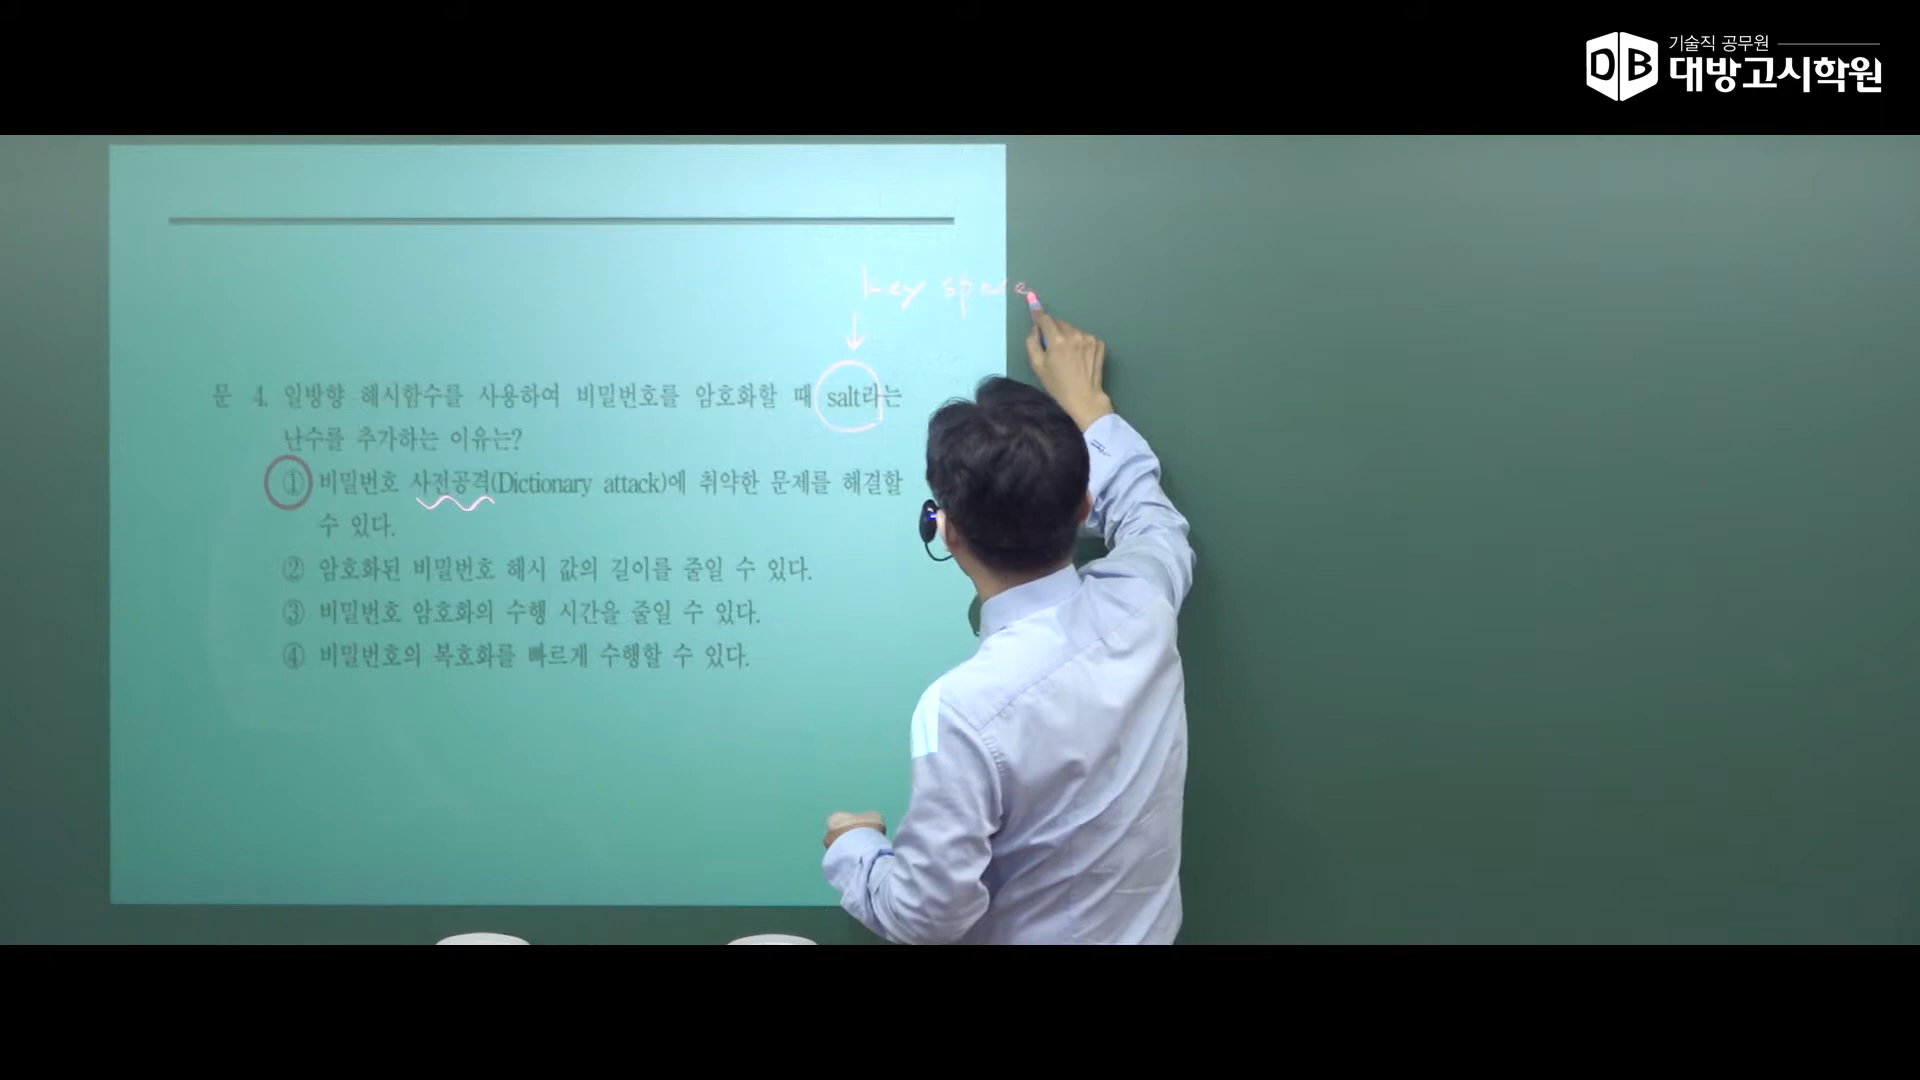 기술직 공무원
대방고시학원
DB
key space
문 4. 일방향 해시함수를 사용하여 비밀번호를 암호화할 때 salt라는
난수를 추가하는 이유는?
① 비밀번호 사전공격(Dictionary attack)에 취약한 문제를 해결할
수 있다.
② 암호화된 비밀번호 해시 값의 길이를 줄일 수 있다.
③ 비밀번호 암호화의 수행 시간을 줄일 수 있다.
④ 비밀번호의 복호화를 빠르게 수행할 수 있다.